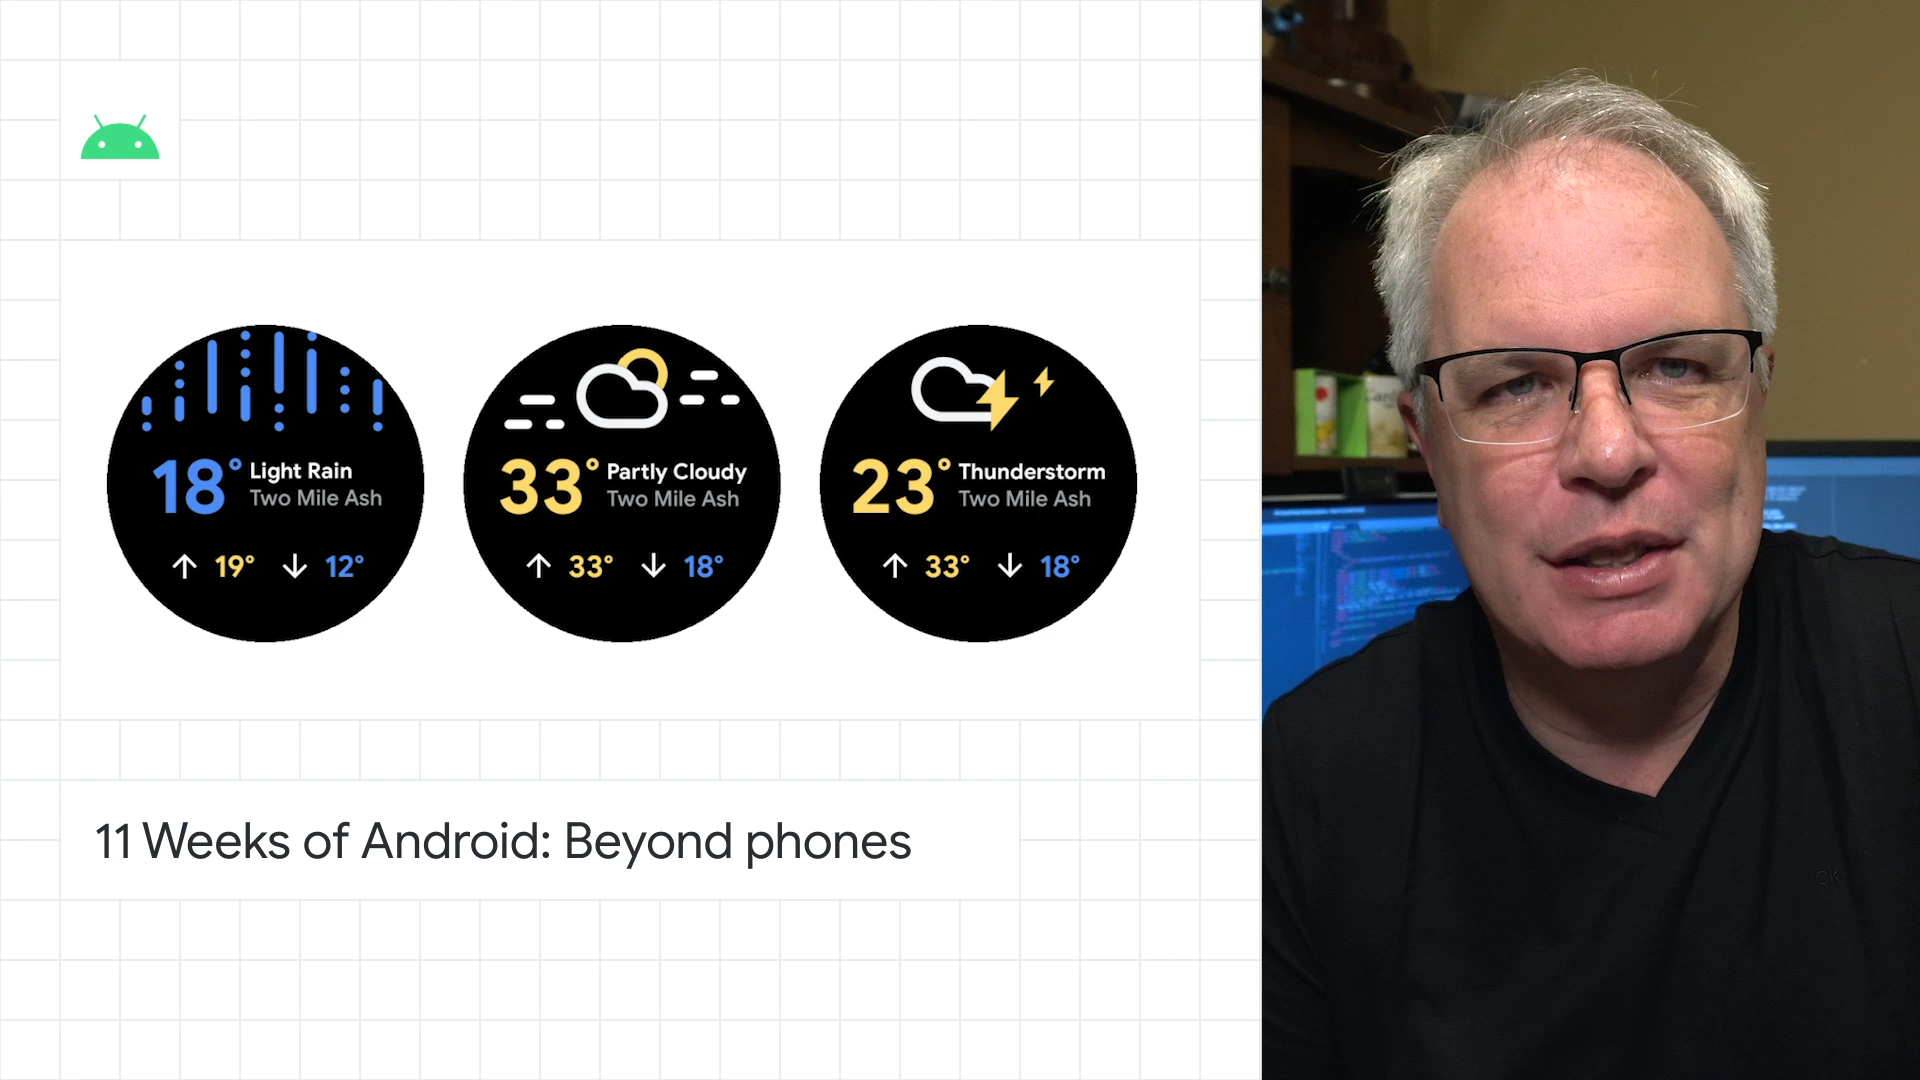 18° Light Rain
Two Mile Ash
↑ 19° ↓ 12°
33° Partly Cloudy
Two Mile Ash
↑ 33° ↓ 18°
23° Thunderstorm
Two Mile Ash
↑ 33° ↓ 18°
11 Weeks of Android: Beyond phones